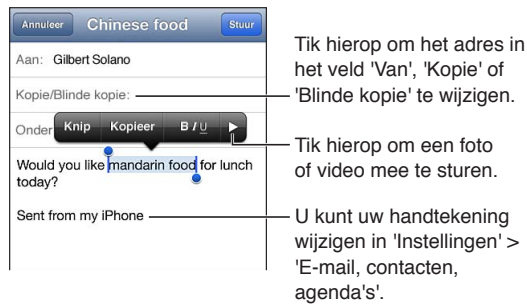 Annuleer Chinese food Stuur
Aan: Gilbert Solano
Kopie/Blinde kopie:
Onder
Knip Kopieer B I U
Would you like mandarin food for lunch
today?
Sent from my iPhone
Tik hierop om het adres in
het veld 'Van', 'Kopie' of
'Blinde kopie' te wijzigen.
Tik hierop om een foto
of video mee te sturen.
U kunt uw handtekening
wijzigen in 'Instellingen' >
'E-mail, contacten,
agenda's'.